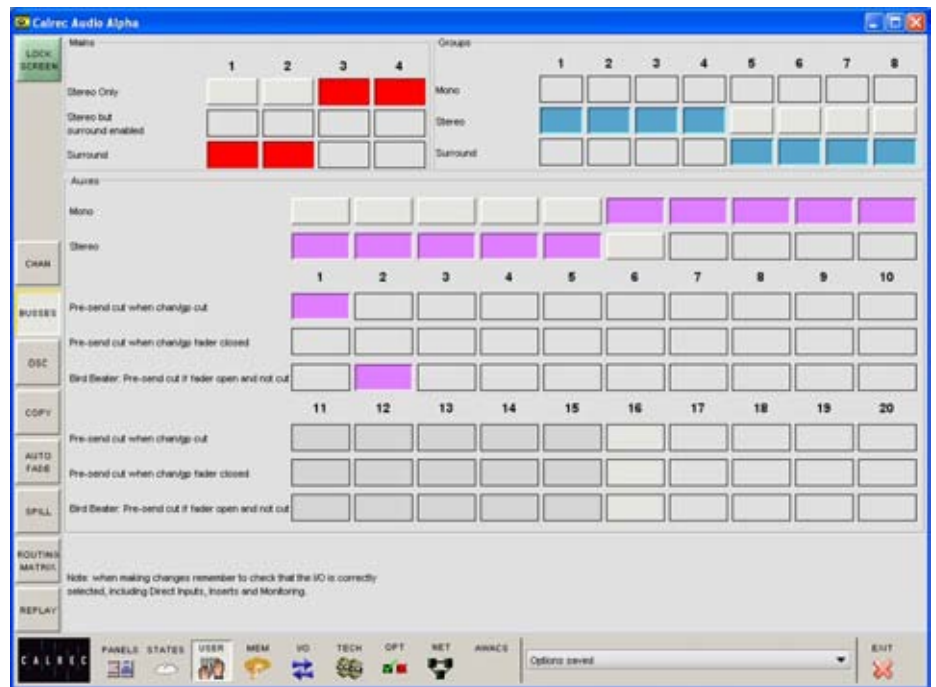 Calrec Audio Alpha
LOCK SCREEN
Mains
1 2 3 4
Stereo Only
Stereo but
surround enabled
Surround
Groups
1 2 3 4 5 6 7 8
Mono
Stereo
Surround
Auxes
Mono
Stereo
1 2 3 4 5 6 7 8 9 10
Pre-send cut when chan/gp cut
Pre-send cut when chan/gp fader closed
Bird Beater: Pre-send cut if fader open and not cut
11 12 13 14 15 16 17 18 19 20
Pre-send cut when chan/gp cut
Pre-send cut when chan/gp fader closed
Bird Beater: Pre-send cut if fader open and not cut
CHAN
BUSSES
OSC
COPY
AUTO FADE
SPILL
ROUTING MATRIX
REPLAY
Note: when making changes remember to check that the I/O is correctly
selected, including Direct Inputs, Inserts and Monitoring.
CALREC PANELS STATES USER MEM I/O TECH OPT NET AWACS Options saved EXIT